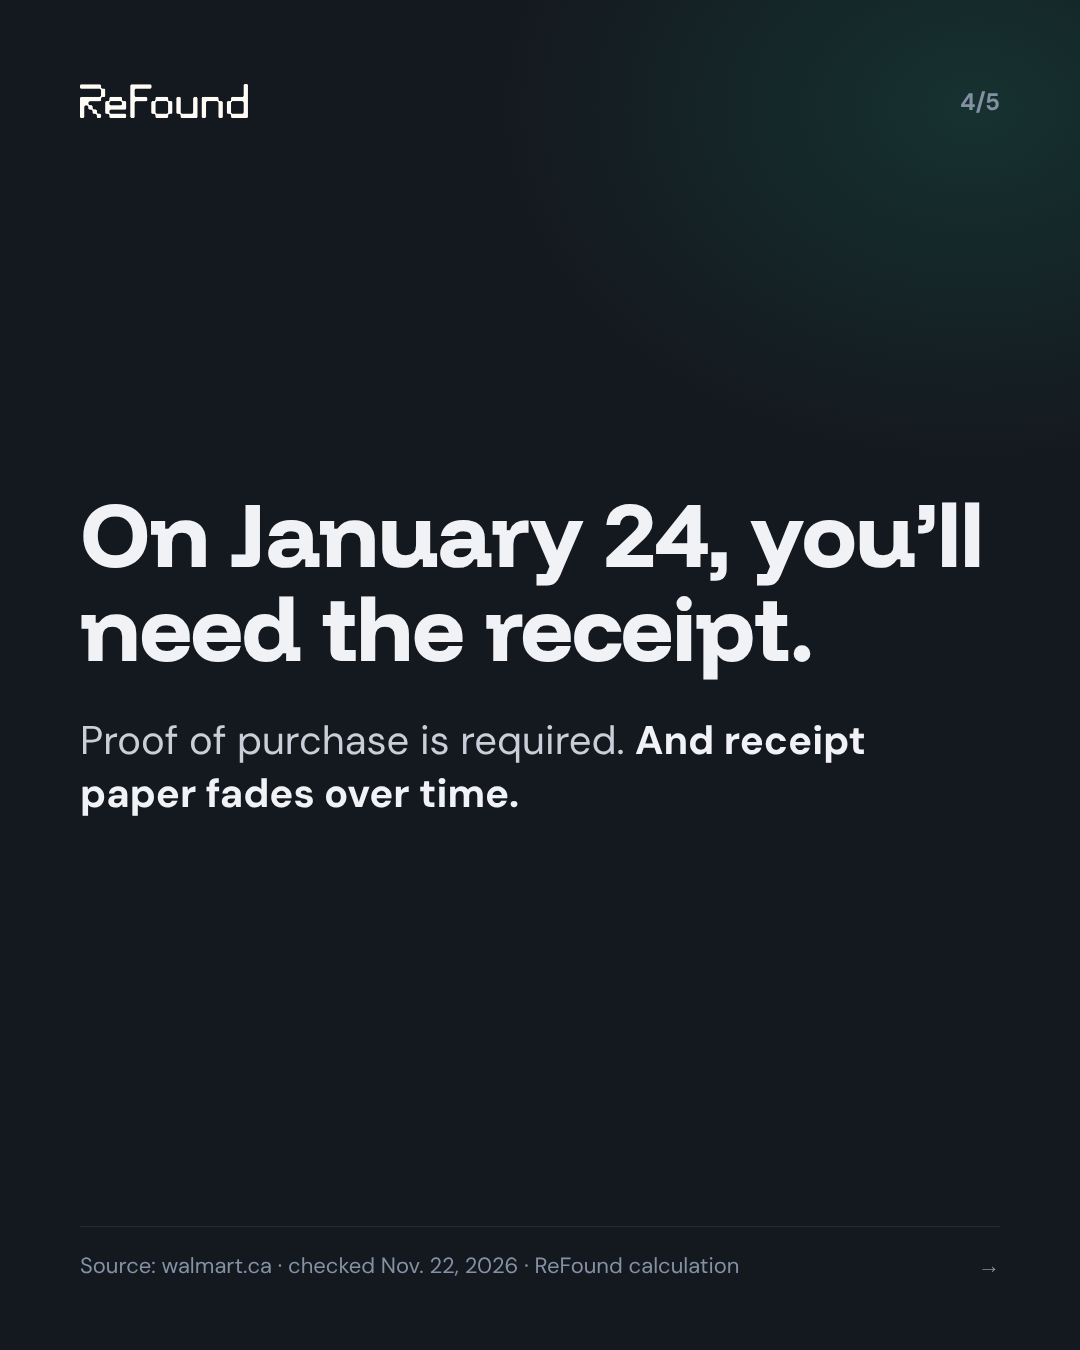 ReFound
4/5
On January 24, you’ll
need the receipt.
Proof of purchase is required. And receipt
paper fades over time.
Source: walmart.ca · checked Nov. 22, 2026 · ReFound calculation
→